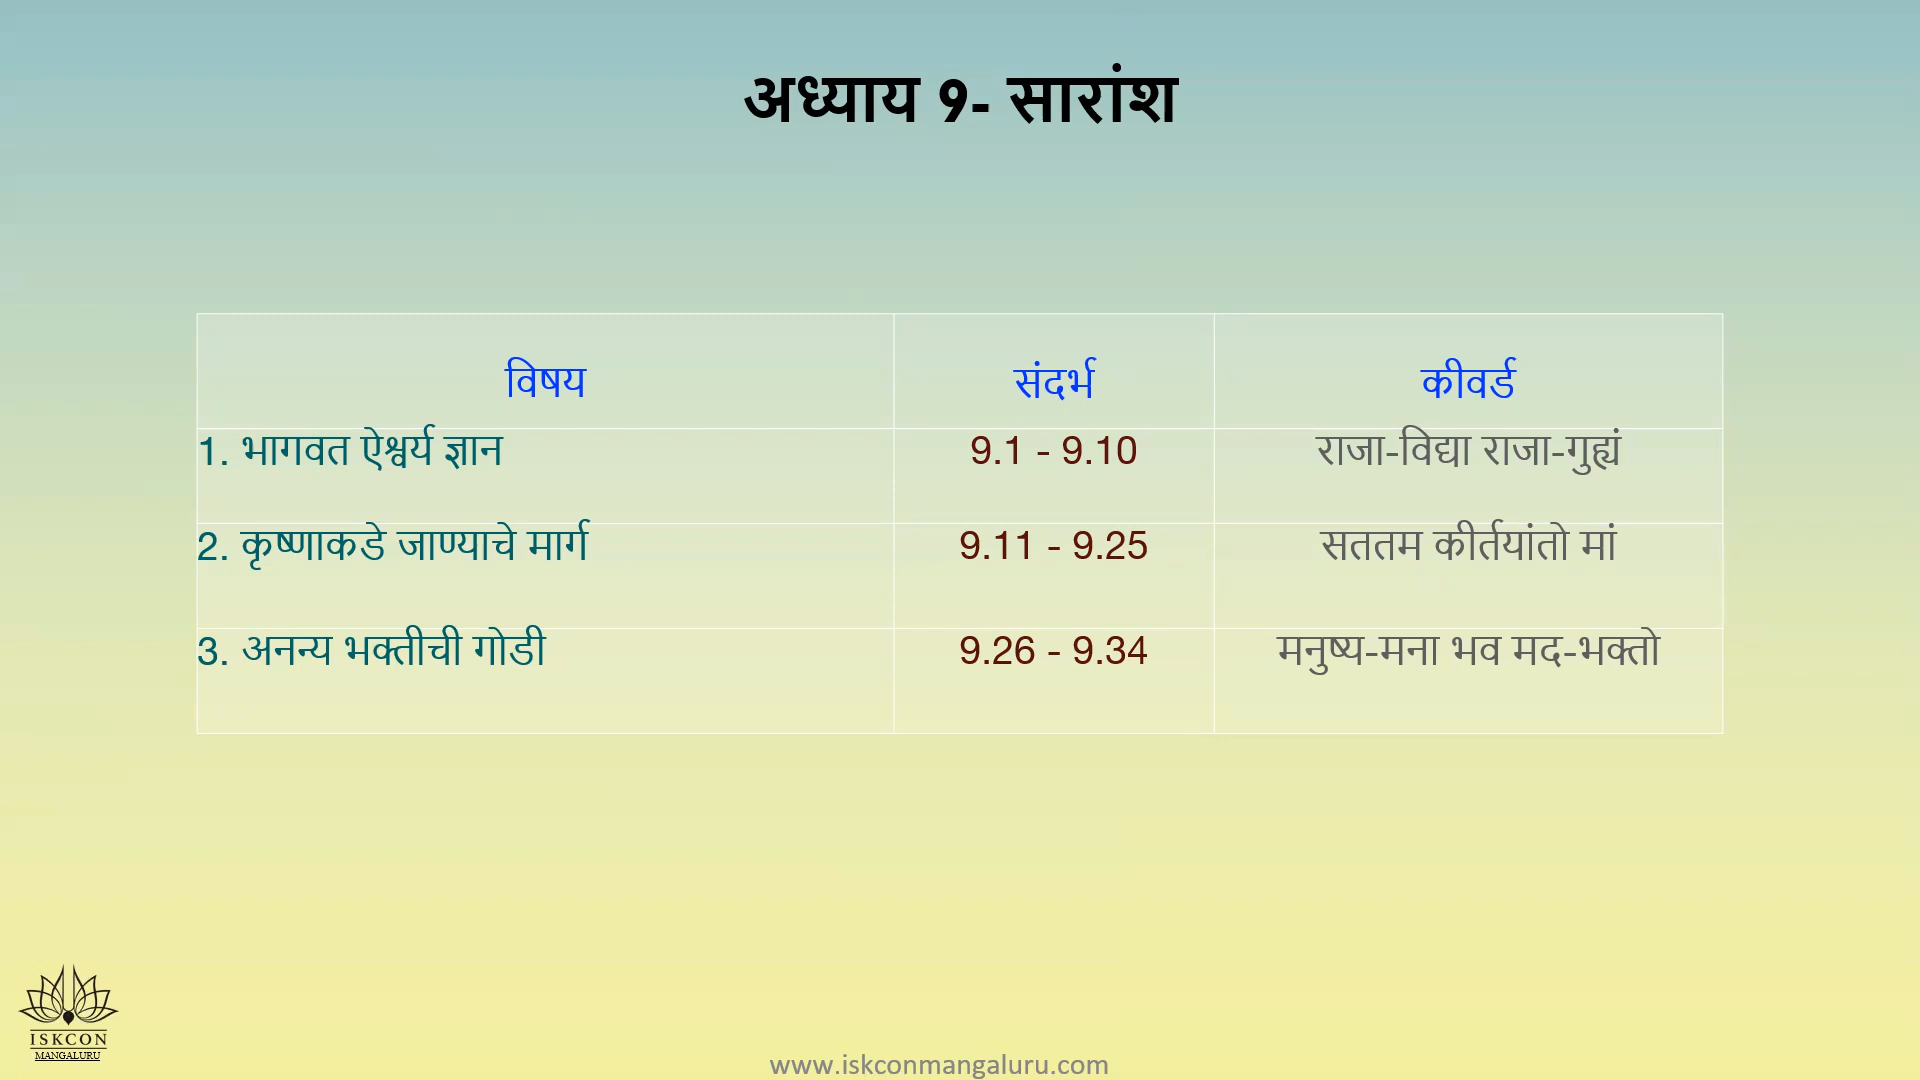 अध्याय 9- सारांश
विषय संदर्भ कीवर्ड
1. भागवत ऐश्वर्य ज्ञान 9.1 - 9.10 राजा-विद्या राजा-गुह्यं
2. कृष्णाकडे जाण्याचे मार्ग 9.11 - 9.25 सततम कीर्तयांतो मां
3. अनन्य भक्तीची गोडी 9.26 - 9.34 मनुष्य-मना भव मद-भक्तो
ISKCON
MANGALURU
www.iskconmangaluru.com